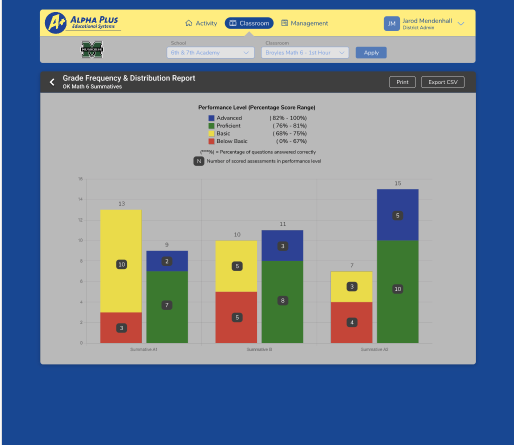 ALPHA PLUS
Educational Systems
Activity
Classroom
Management
JM
Jarod Mendenhall
District Admin
School
6th & 7th Academy
Classroom
Broyles Math 6 - 1st Hour
Apply
Grade Frequency & Distribution Report
OK Math 6 Summatives
Print
Export CSV
Performance Level (Percentage Score Range)
Advanced (82% - 100%)
Proficient (76% - 81%)
Basic (68% - 75%)
Below Basic (0% - 67%)
(***%) = Percentage of questions answered correctly
N Number of scored assessments in performance level
16
14
12
10
8
6
4
2
0
13
10
3
9
2
7
10
5
5
11
3
8
7
3
4
15
5
10
Summative A1
Summative B